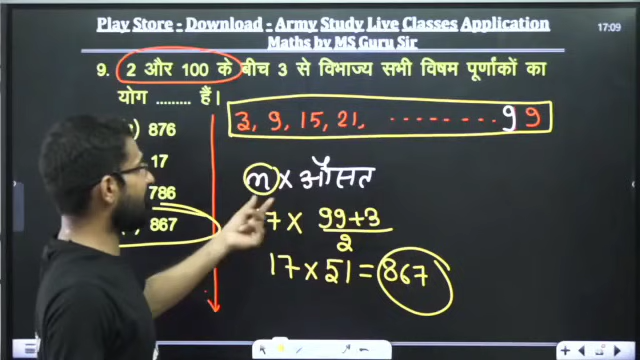 Play Store - Download - Army Study Live Classes Application
Maths by MS Guru Sir
17:09
9. 2 और 100 के बीच 3 से विभाज्य सभी विषम पूर्णांकों का
योग ......... हैं।
3, 9, 15, 21, ............ 99
876
17
786
867
n × औसत
7 × 99+3
2
17 × 51 = 867